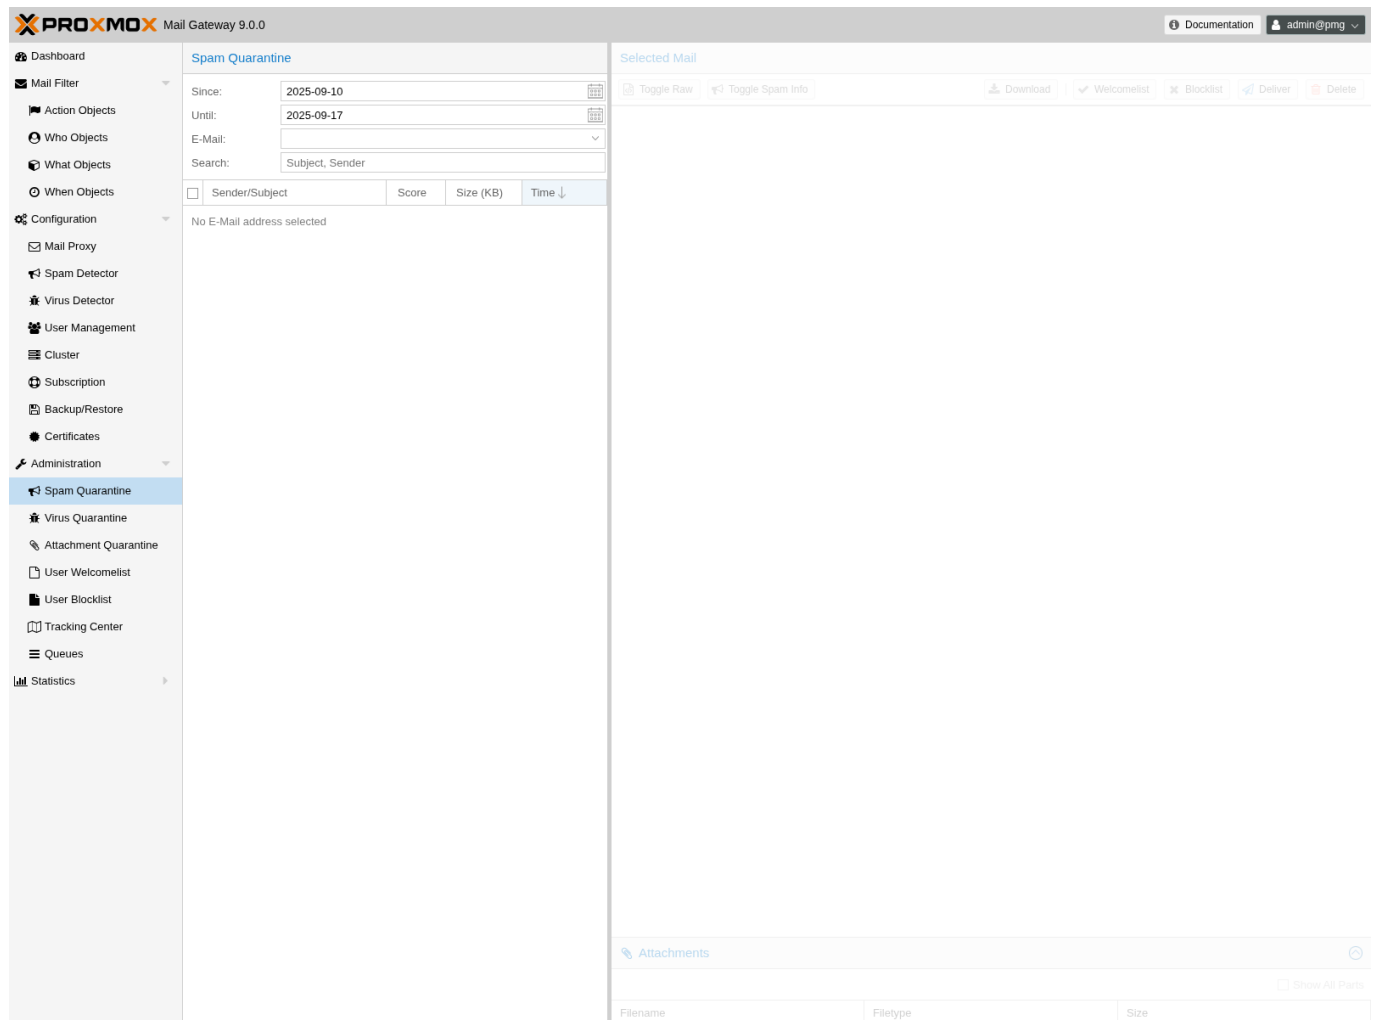 PROXMOX Mail Gateway 9.0.0
Documentation
admin@pmg
Dashboard
Mail Filter
Action Objects
Who Objects
What Objects
When Objects
Configuration
Mail Proxy
Spam Detector
Virus Detector
User Management
Cluster
Subscription
Backup/Restore
Certificates
Administration
Spam Quarantine
Virus Quarantine
Attachment Quarantine
User Welcomelist
User Blocklist
Tracking Center
Queues
Statistics
Spam Quarantine
Since: 2025-09-10
Until: 2025-09-17
E-Mail:
Search: Subject, Sender
Sender/Subject Score Size (KB) Time
No E-Mail address selected
Selected Mail
Toggle Raw Toggle Spam Info Download Welcomelist Blocklist Deliver Delete
Attachments
Show All Parts
Filename Filetype Size